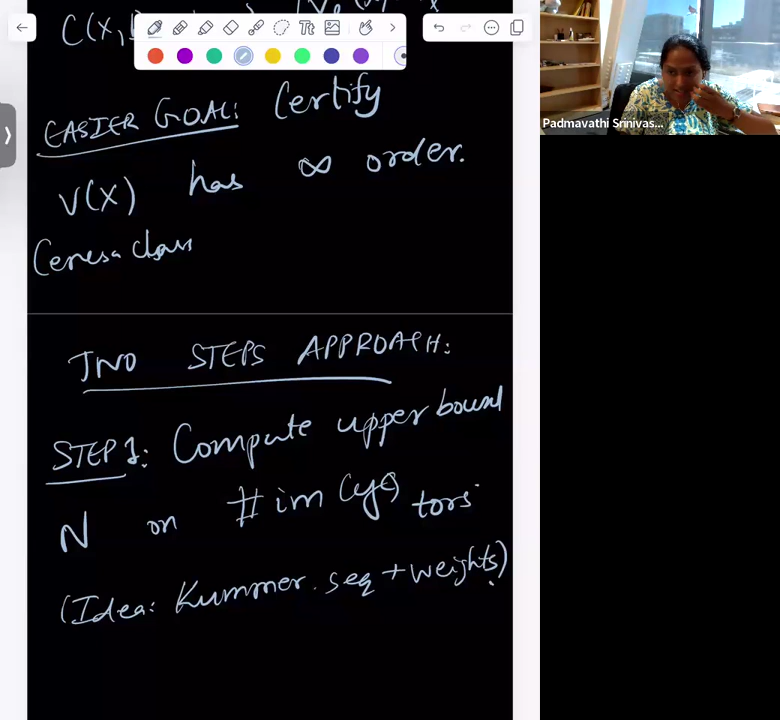 C(X,
Padmavathi Srinivas...
EASIER GOAL: Certify
V(X) has ∞ order.
Ceresa class
TWO STEPS APPROACH:
STEP 1: Compute upper bound
N on # im (yc) tors
(Idea: Kummer. seq + weights)